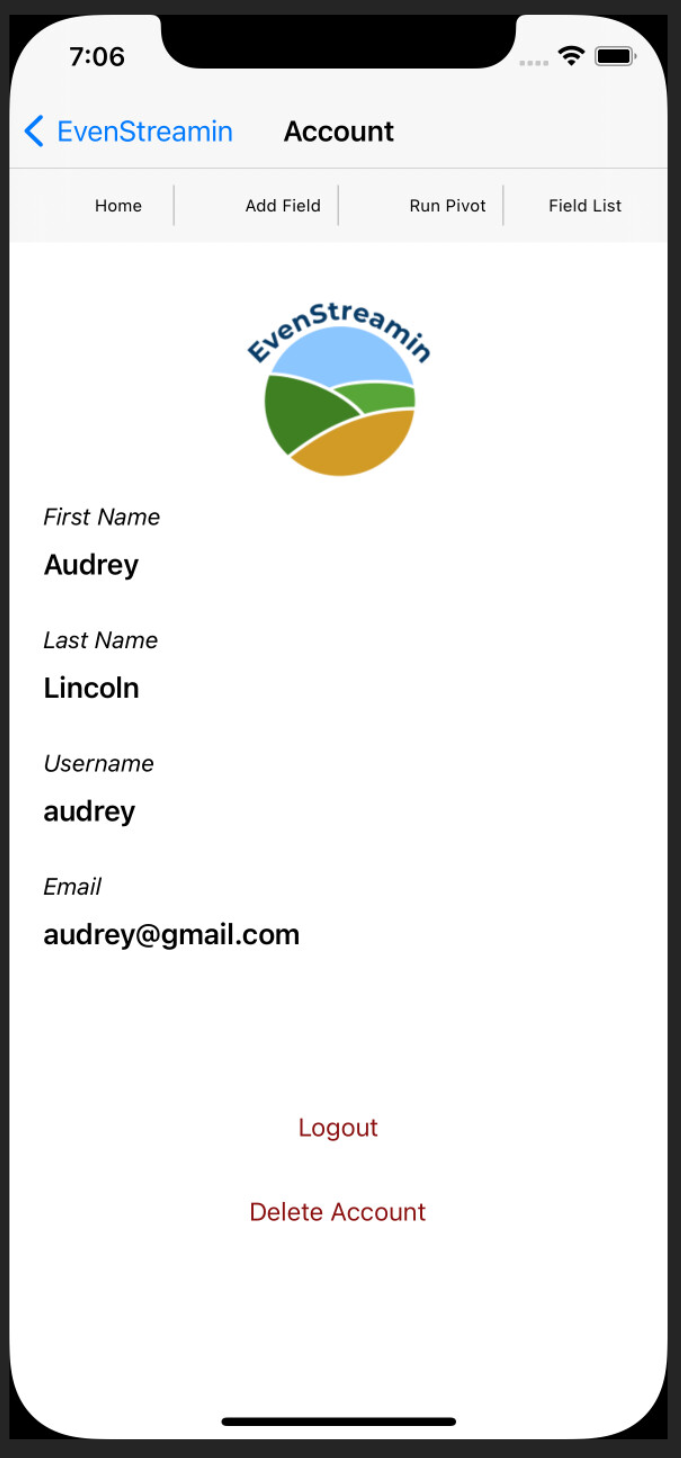 7:06
EvenStreamin Account
Home Add Field Run Pivot Field List
EvenStreamin
First Name
Audrey
Last Name
Lincoln
Username
audrey
Email
audrey@gmail.com
Logout
Delete Account